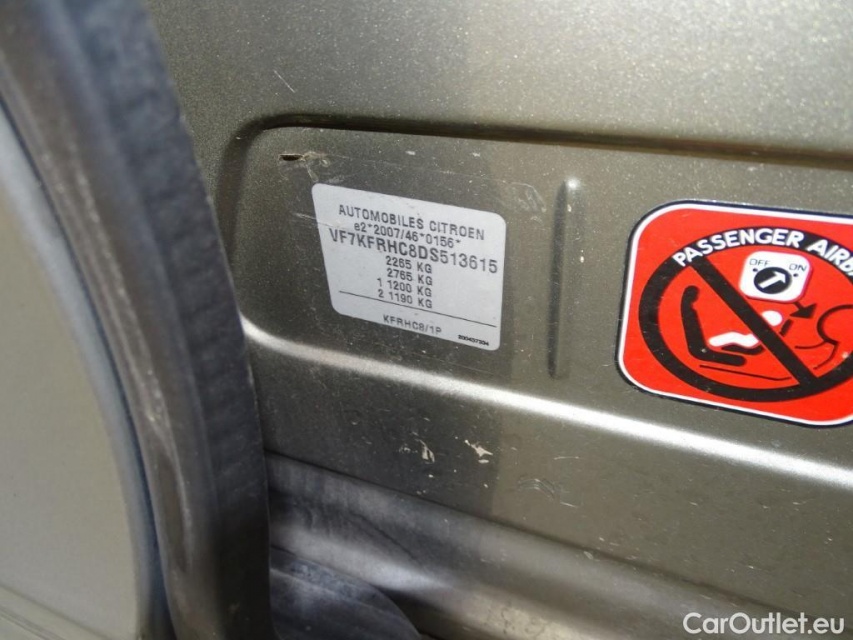 AUTOMOBILES CITROEN
e2*2007/46*0156*
VF7KFRHC8DS513615
2265 KG
2765 KG
1 1200 KG
2 1190 KG
KFRHC8/1P
PASSENGER AIRB
OFF ON
CarOutlet.eu